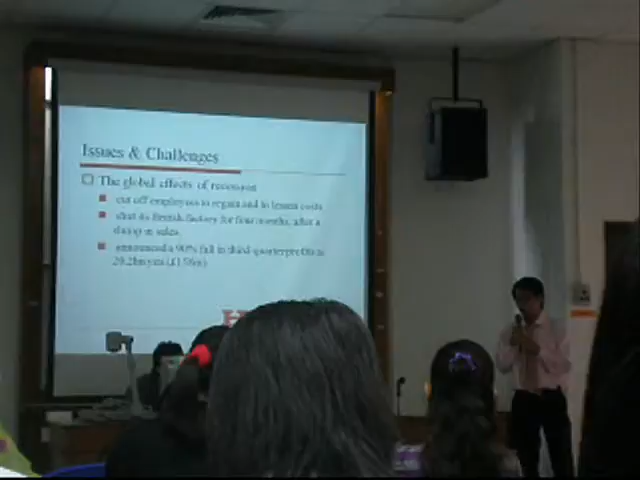 Issues & Challenges
The global effects of recession
cut off employees to regain and to lessen costs
shut its British factory for four months, after a
slump in sales
announced a 90% fall in third-quarter profits to
20.2bn yen
H